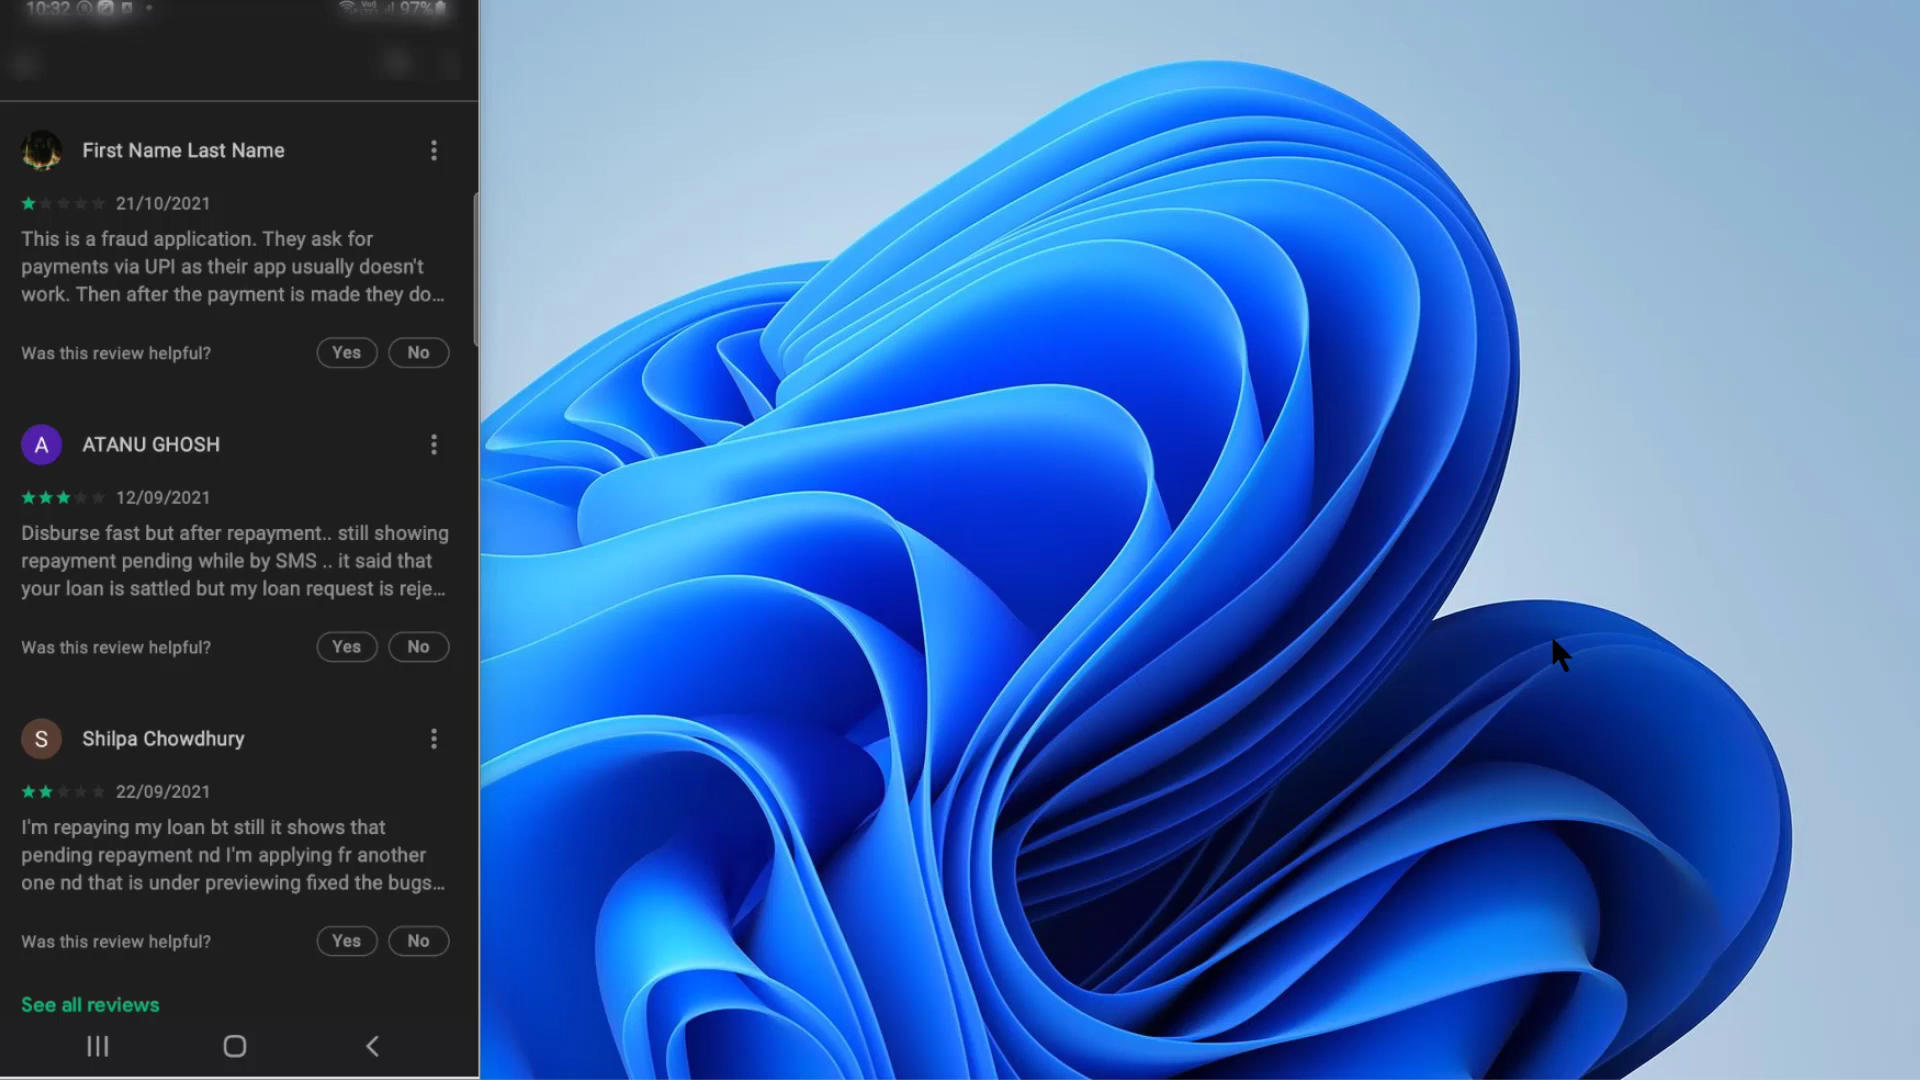 10:32
97%
First Name Last Name
21/10/2021
This is a fraud application. They ask for
payments via UPI as their app usually doesn't
work. Then after the payment is made they do…
Was this review helpful?
Yes
No
A
ATANU GHOSH
12/09/2021
Disburse fast but after repayment.. still showing
repayment pending while by SMS .. it said that
your loan is sattled but my loan request is reje…
Was this review helpful?
Yes
No
S
Shilpa Chowdhury
22/09/2021
I'm repaying my loan bt still it shows that
pending repayment nd I'm applying fr another
one nd that is under previewing fixed the bugs…
Was this review helpful?
Yes
No
See all reviews